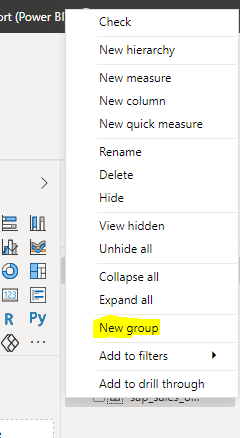 ort (Power BI
Check
New hierarchy
New measure
New column
New quick measure
Rename
Delete
Hide
View hidden
Unhide all
Collapse all
Expand all
New group
Add to filters
Add to drill through
123
R Py
...
sap_sales_o...